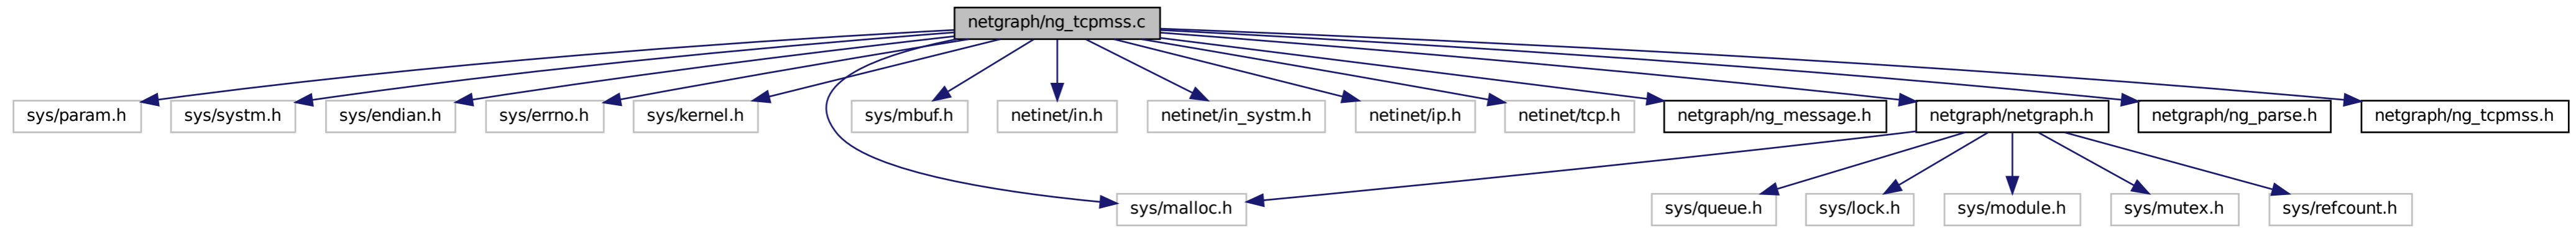 netgraph/ng_tcpmss.c
sys/param.h
sys/systm.h
sys/endian.h
sys/errno.h
sys/kernel.h
sys/mbuf.h
netinet/in.h
netinet/in_systm.h
netinet/ip.h
netinet/tcp.h
netgraph/ng_message.h
netgraph/netgraph.h
netgraph/ng_parse.h
netgraph/ng_tcpmss.h
sys/malloc.h
sys/queue.h
sys/lock.h
sys/module.h
sys/mutex.h
sys/refcount.h